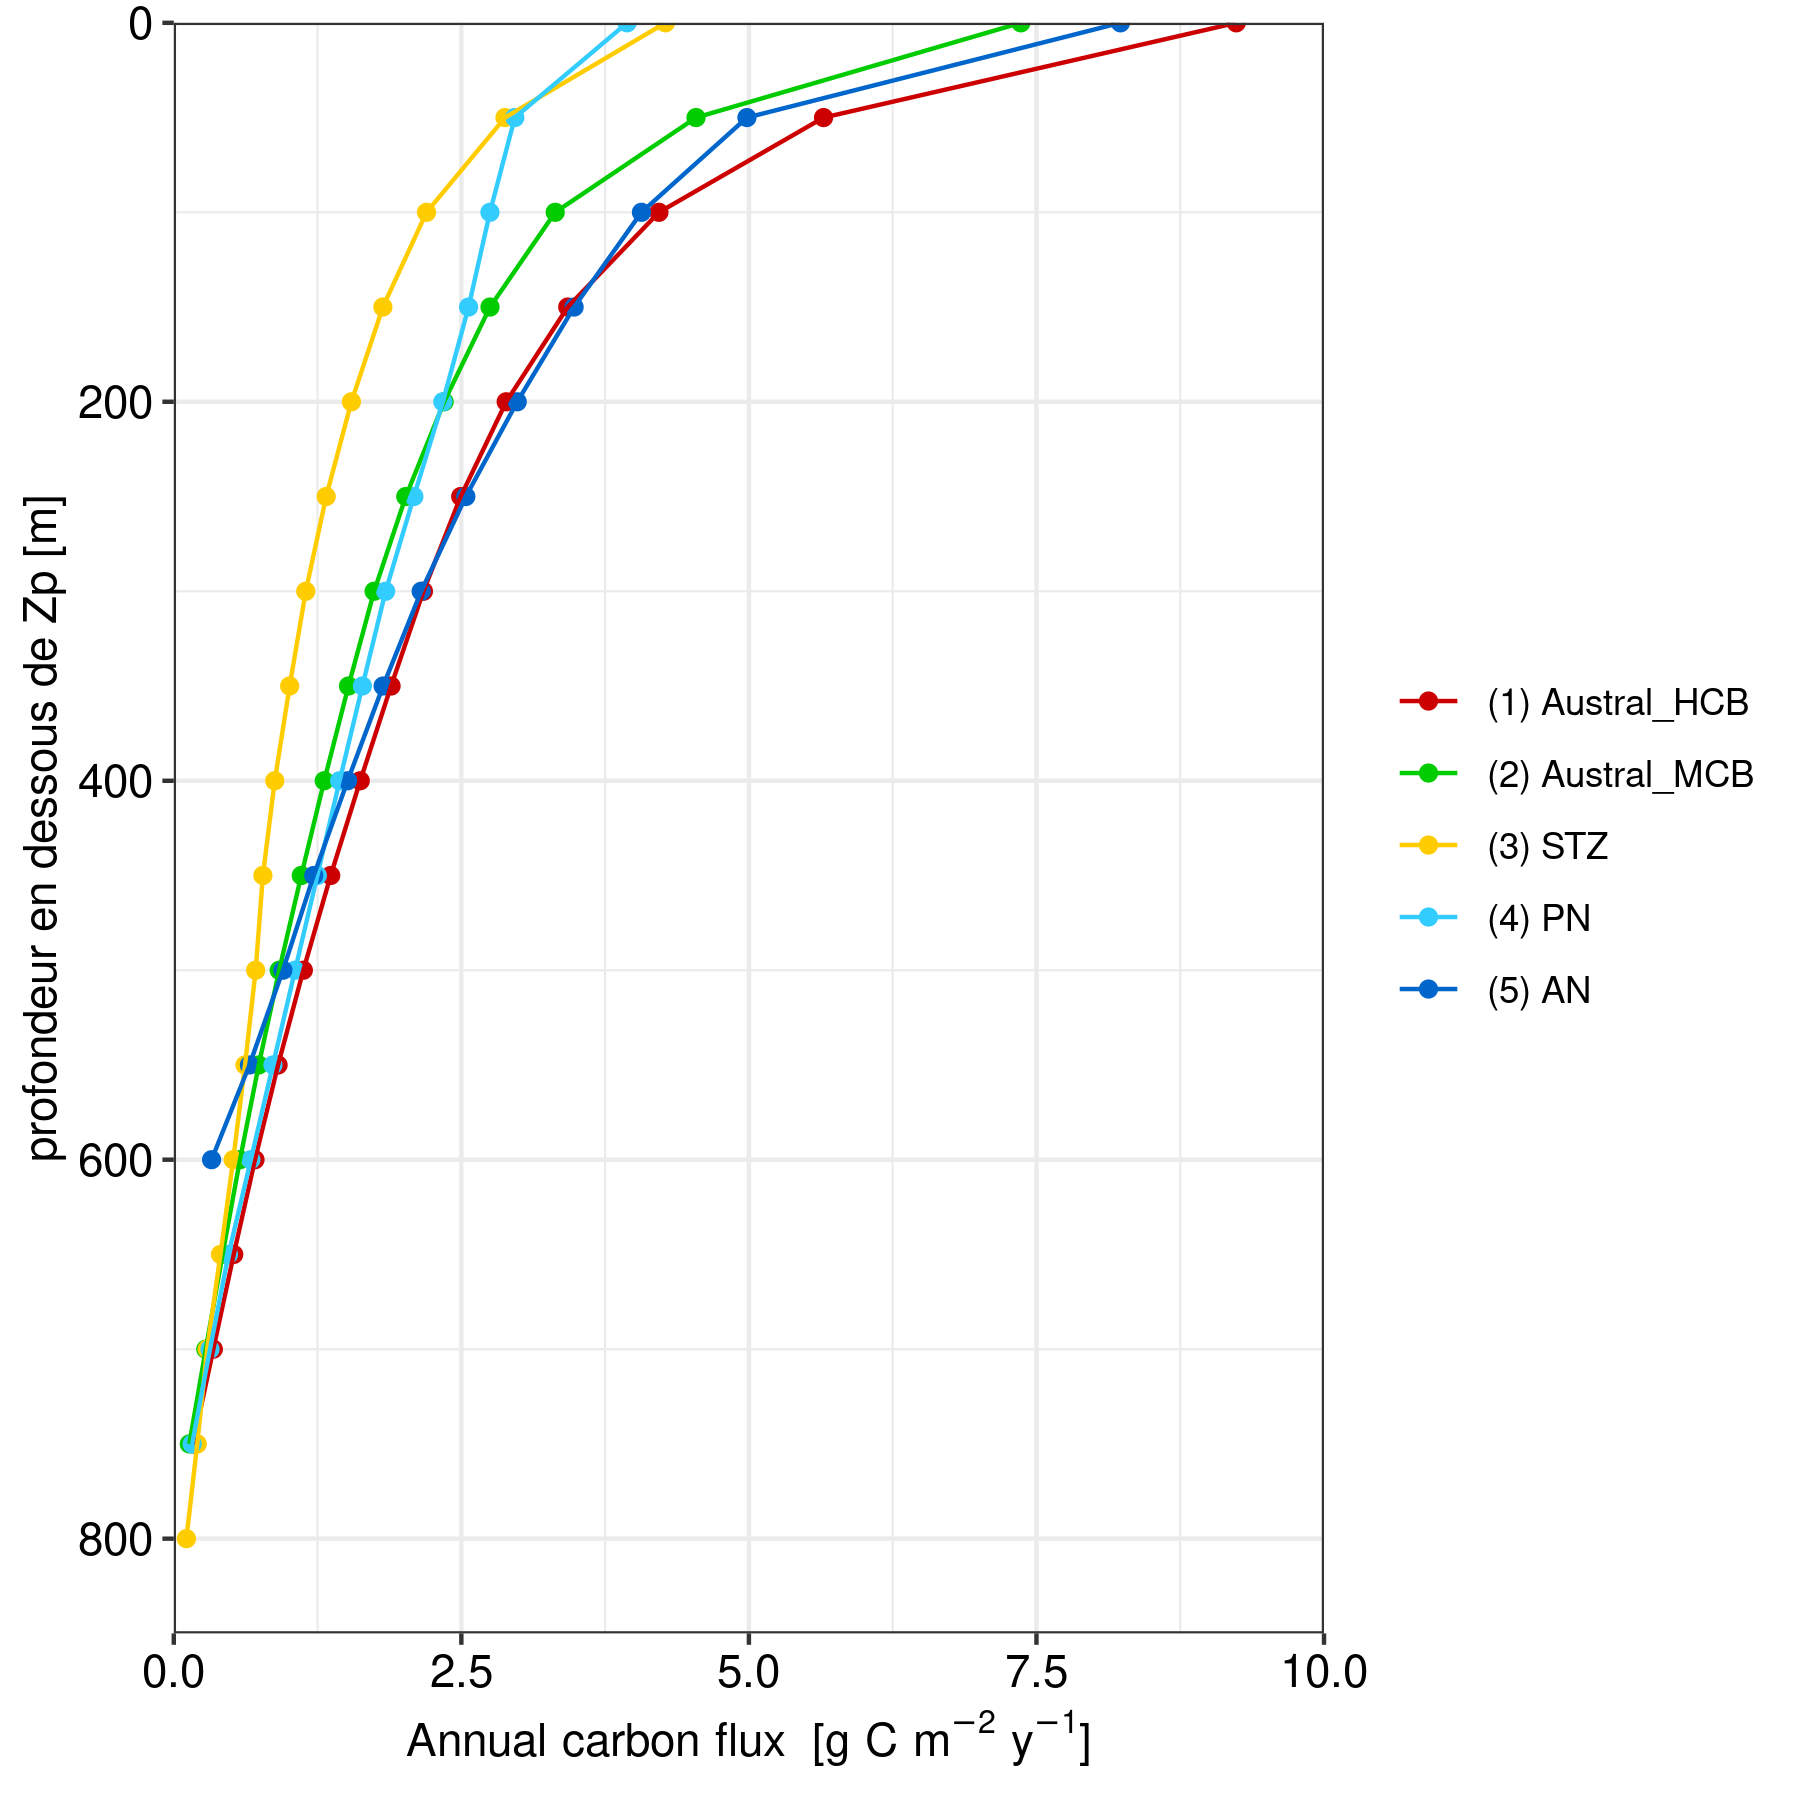 0
200
400
600
800
profondeur en dessous de Zp [m]
0.0 2.5 5.0 7.5 10.0
Annual carbon flux [g C m⁻² y⁻¹]
(1) Austral_HCB
(2) Austral_MCB
(3) STZ
(4) PN
(5) AN